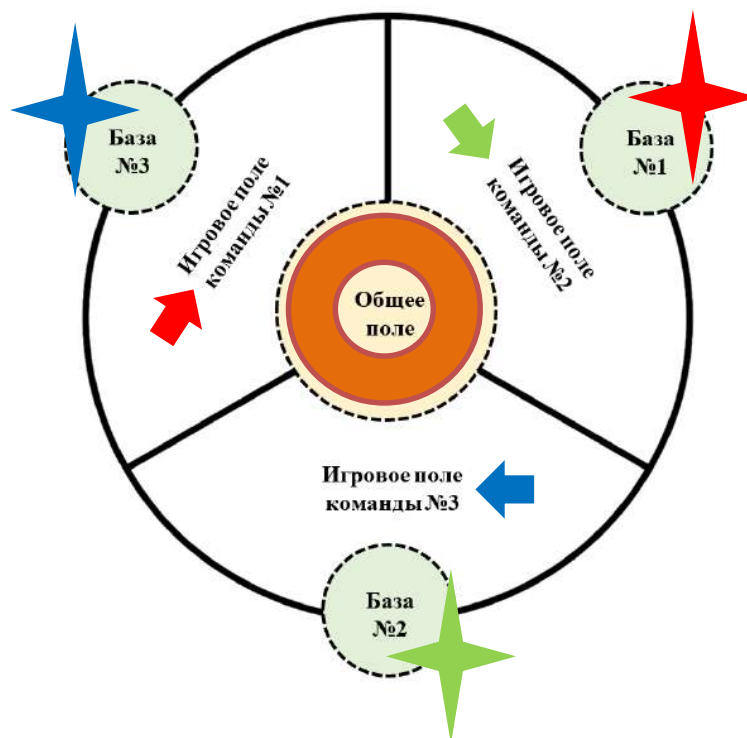 База
№3
База
№1
Игровое поле
команды №1
Игровое поле
команды №2
Общее
поле
Игровое поле
команды №3
База
№2